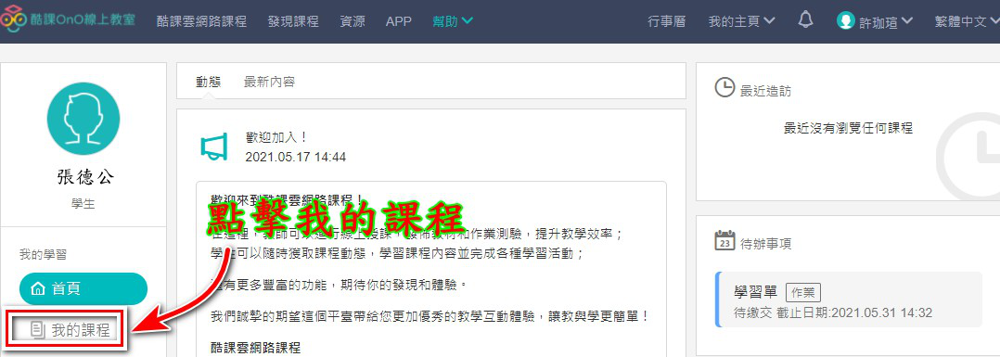 酷課OnO線上教室 酷課雲網路課程 發現課程 資源 APP 幫助 行事曆 我的主頁 許珈瑄 繁體中文
張德公
學生
我的學習
首頁
我的課程
動態 最新內容
歡迎加入！
2021.05.17 14:44
歡迎來到酷課雲網路課程！
點擊我的課程
在這裡，教師可以進行線上授課，發佈教材和作業測驗，提升教學效率；
學生可以隨時獲取課程動態，學習課程內容並完成各種學習活動；
還有更多豐富的功能，期待你的發現和體驗。
我們誠摯的期望這個平臺帶給您更加優秀的教學互動體驗，讓教與學更簡單！
酷課雲網路課程
最近造訪
最近沒有瀏覽任何課程
23 待辦事項
學習單 作業
待繳交 截止日期:2021.05.31 14:32